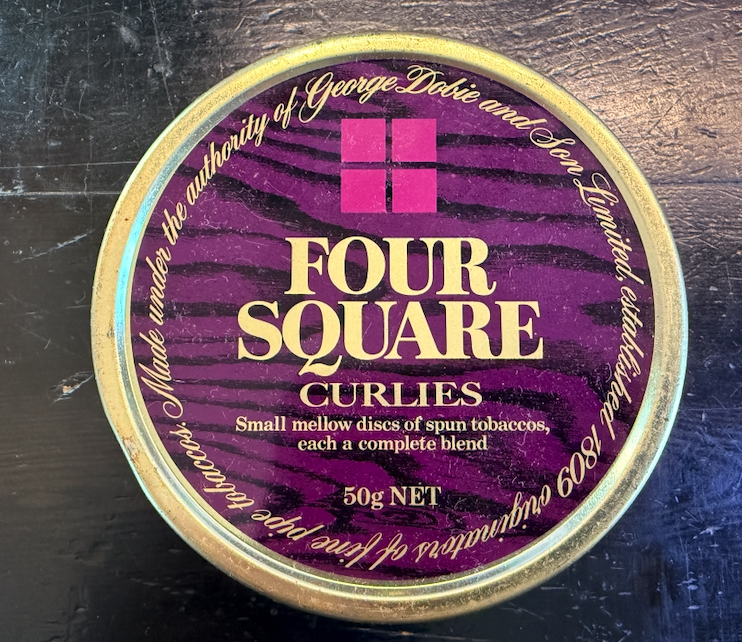 Made under the authority of George Dobie and Son Limited, established 1809 originators of fine pipe tobaccos.
FOUR
SQUARE
CURLIES
Small mellow discs of spun tobaccos,
each a complete blend
50g NET